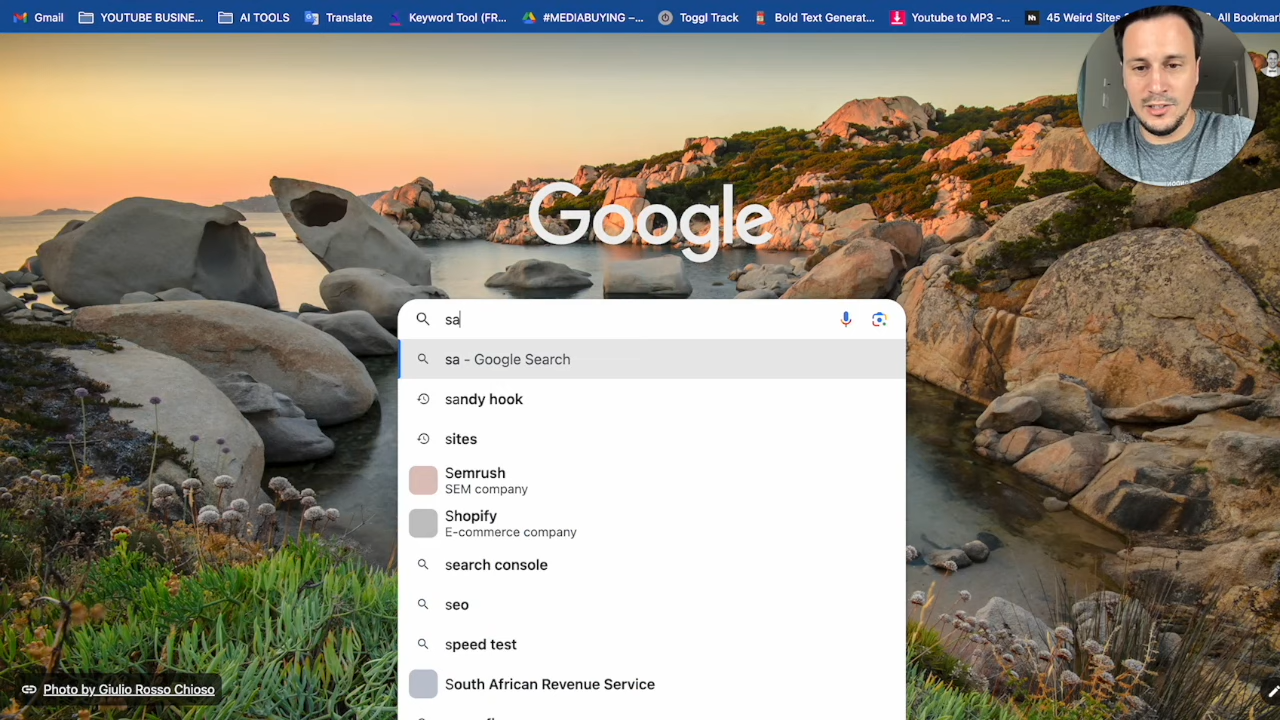 Gmail
YOUTUBE BUSINE...
AI TOOLS
Translate
Keyword Tool (FR...
#MEDIABUYING –...
Toggl Track
Bold Text Generat...
Youtube to MP3 -...
45 Weird Sites
All Bookmar
Google
sa
sa - Google Search
sandy hook
sites
Semrush
SEM company
Shopify
E-commerce company
search console
seo
speed test
South African Revenue Service
Photo by Giulio Rosso Chioso